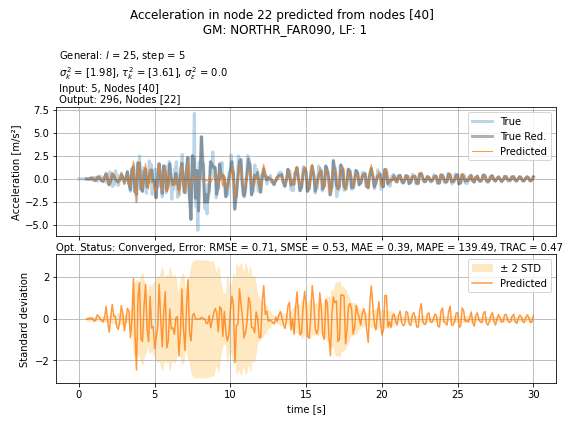 Acceleration in node 22 predicted from nodes [40]
GM: NORTHR_FAR090, LF: 1
General: l = 25, step = 5
σ²ₖ = [1.98], τ²ₖ = [3.61], σ²ε = 0.0
Input: 5, Nodes [40]
Output: 296, Nodes [22]
Acceleration [m/s²]
7.5
5.0
2.5
0.0
−2.5
−5.0
True
True Red.
Predicted
Opt. Status: Converged, Error: RMSE = 0.71, SMSE = 0.53, MAE = 0.39, MAPE = 139.49, TRAC = 0.47
Standard deviation
2
0
−2
± 2 STD
Predicted
0 5 10 15 20 25 30
time [s]